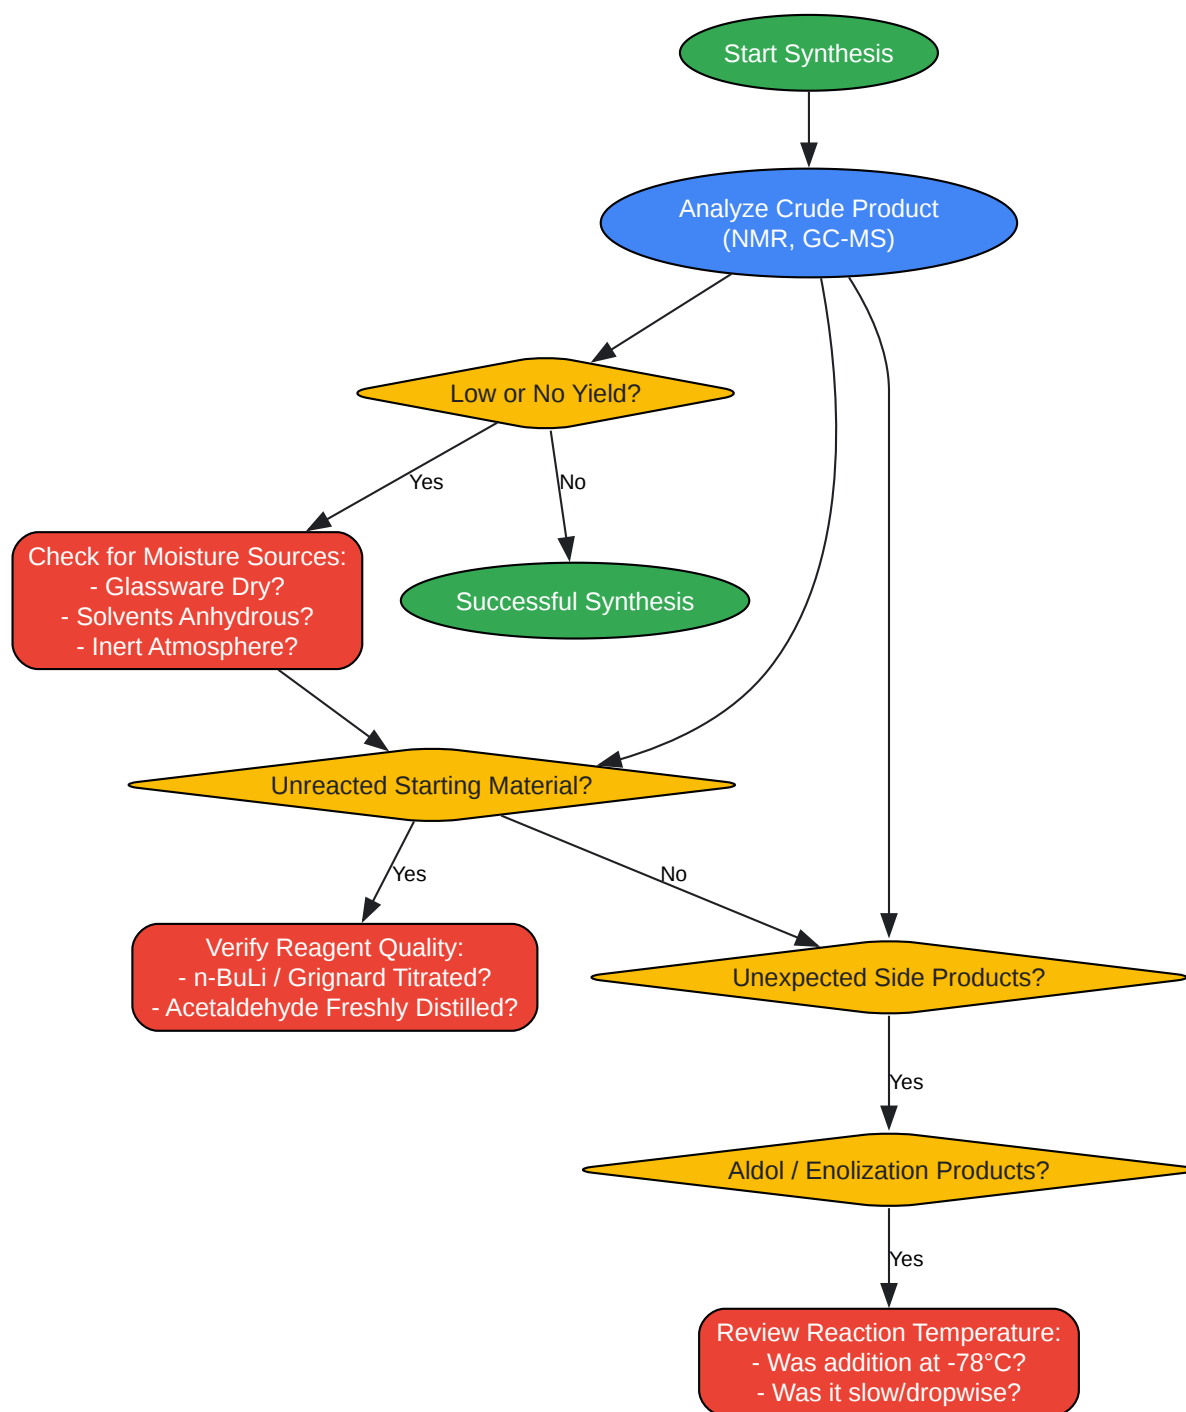 Start Synthesis
Analyze Crude Product
(NMR, GC-MS)
Low or No Yield?
Yes
No
Check for Moisture Sources:
- Glassware Dry?
- Solvents Anhydrous?
- Inert Atmosphere?
Successful Synthesis
Unreacted Starting Material?
Yes
No
Verify Reagent Quality:
- n-BuLi / Grignard Titrated?
- Acetaldehyde Freshly Distilled?
Unexpected Side Products?
Yes
Aldol / Enolization Products?
Yes
Review Reaction Temperature:
- Was addition at -78°C?
- Was it slow/dropwise?